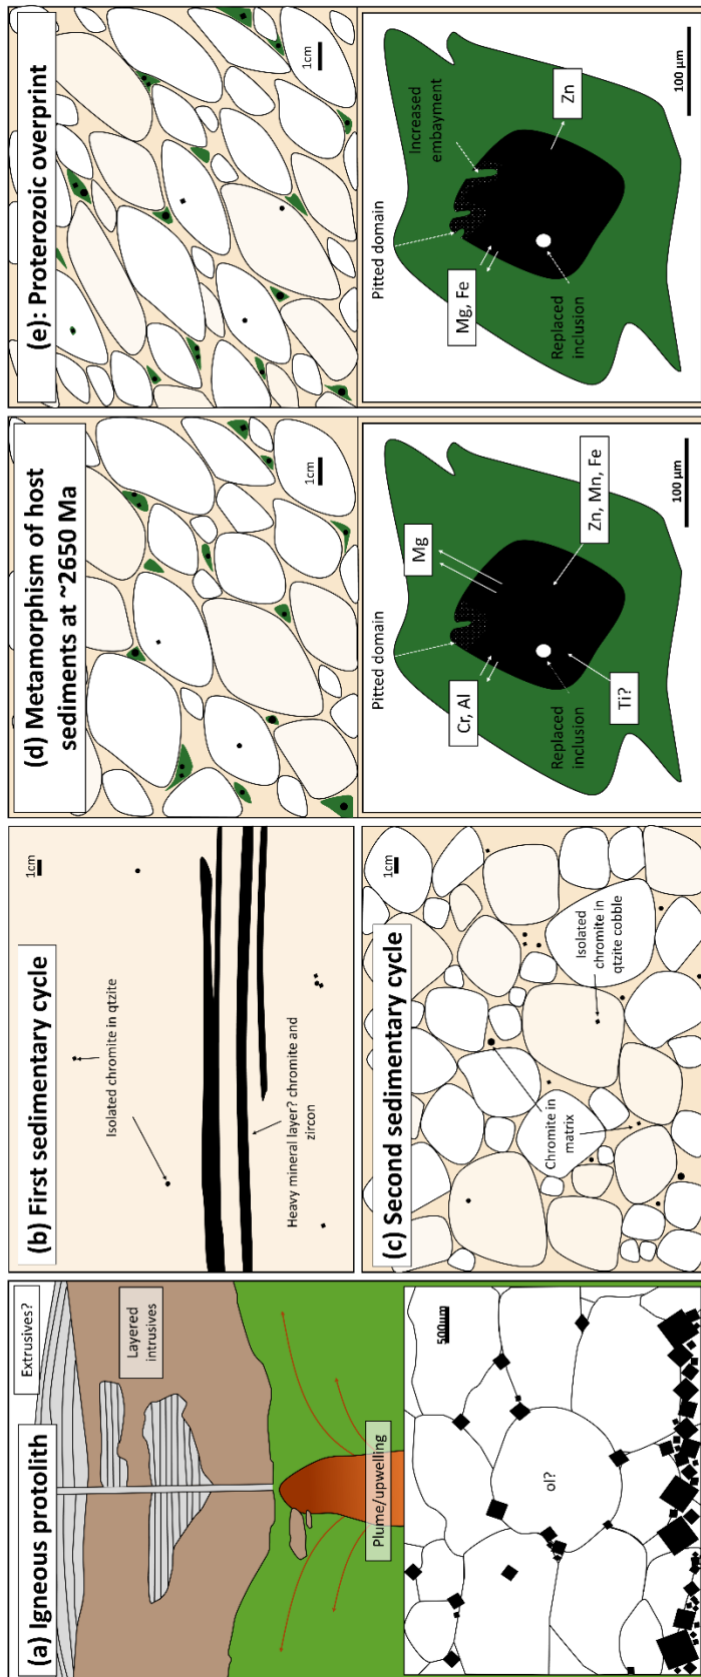 (a) Igneous protolith
Extrusives?
Layered
intrusives
Plume/upwelling
500µm
ol?
(b) First sedimentary cycle
1cm
Isolated chromite in qtzite
Heavy mineral layer? chromite and
zircon
(c) Second sedimentary cycle
1cm
Chromite in
matrix
Isolated
chromite in
qtzite cobble
(d) Metamorphism of host
sediments at ~2650 Ma
1cm
Pitted domain
Mg
Cr, Al
Zn, Mn, Fe
Replaced
inclusion
Ti?
100 µm
(e): Proterozoic overprint
1cm
Pitted domain
Increased
embayment
Mg, Fe
Zn
Replaced
inclusion
100 µm